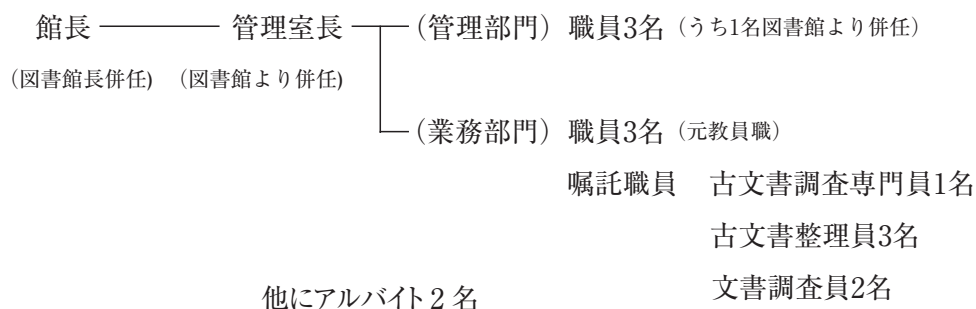 館長 管理室長 (管理部門) 職員3名 (うち1名図書館より併任)
(図書館長併任) (図書館より併任)
(業務部門) 職員3名 (元教員職)
嘱託職員 古文書調査専門員1名
古文書整理員3名
文書調査員2名
他にアルバイト2名